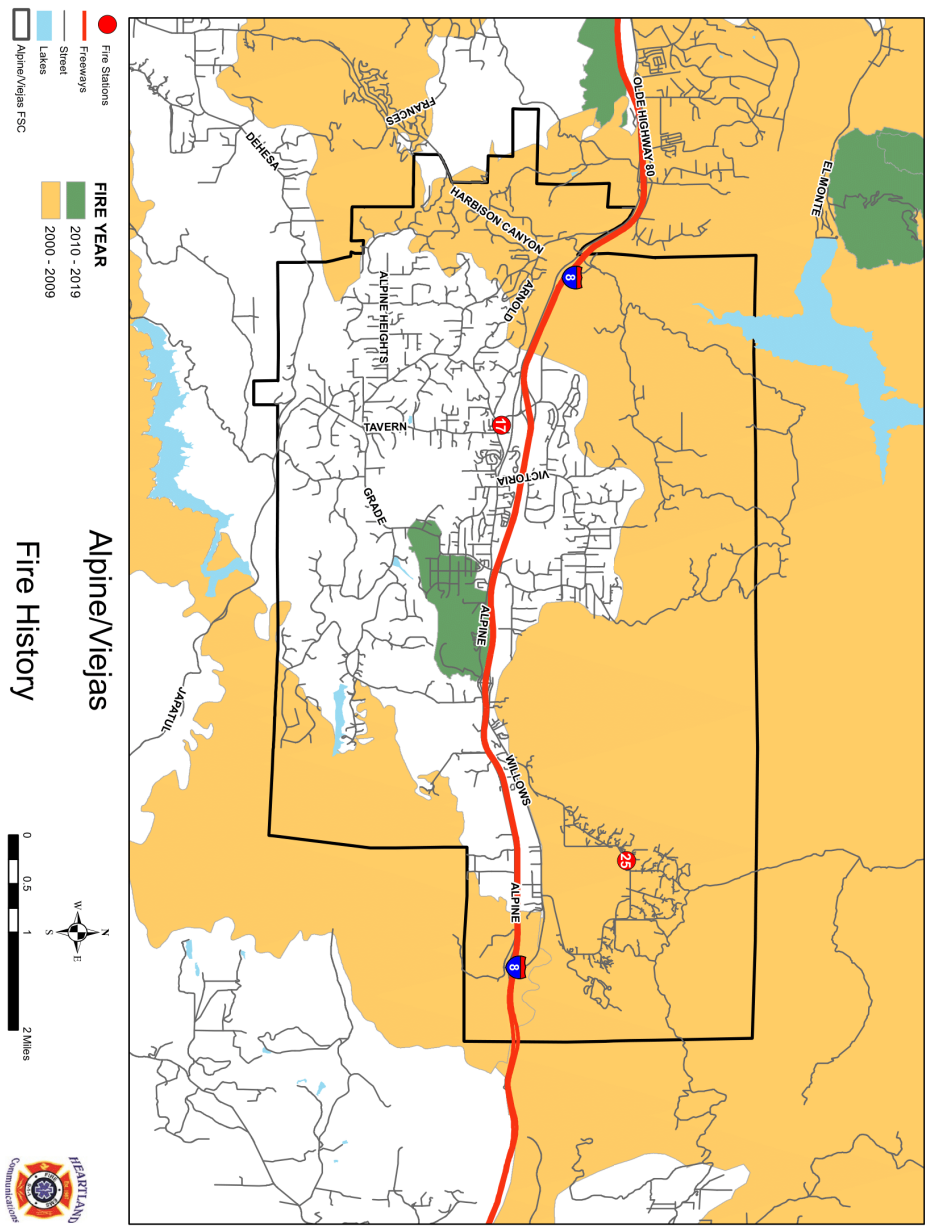 OLDE HIGHWAY 80
EL MONTE
FRANCES
DEHESA
HARBISON CANYON
8
ARNOLD
ALPINE HEIGHTS
TAVERN
17
VICTORIA
GRADE
ALPINE
WILLOWS
25
ALPINE
8
JAPATUL
Fire Stations
Freeways
Street
Lakes
Alpine/Viejas FSC
FIRE YEAR
2010 - 2019
2000 - 2009
Alpine/Viejas
Fire History
N
W
E
S
0 0.5 1 2 Miles
HEARTLAND
Communications